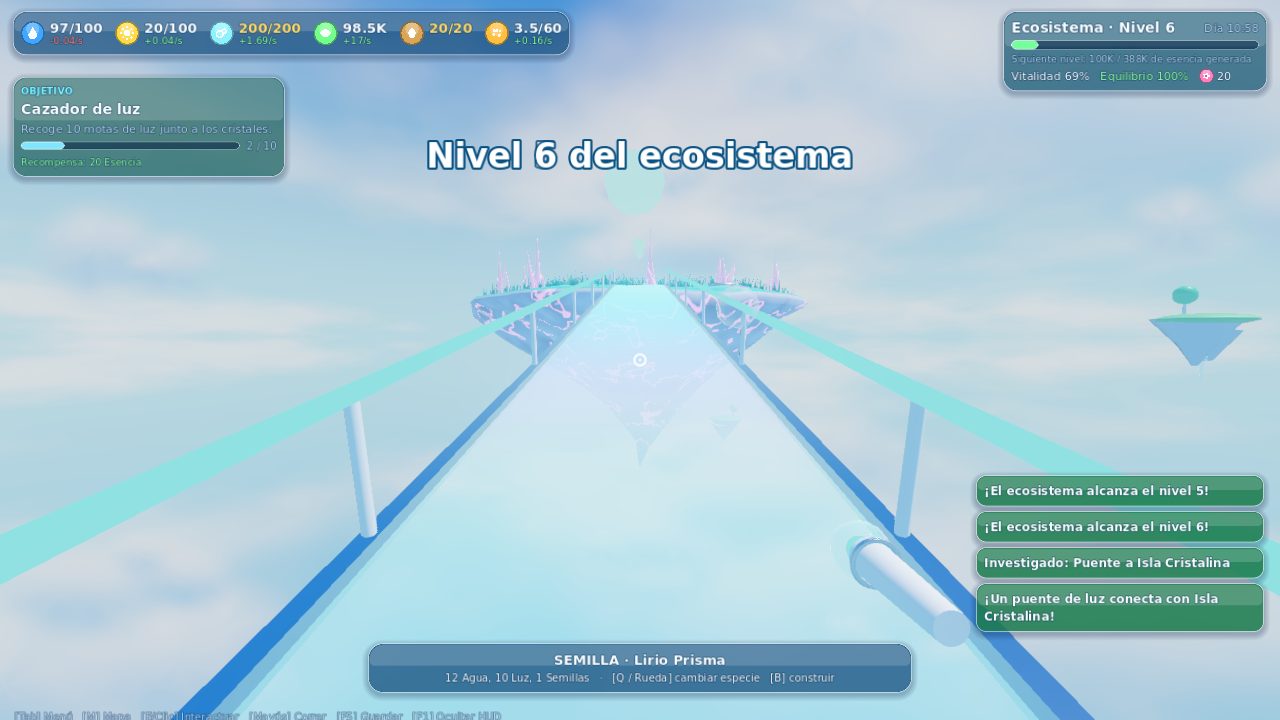 97/100 20/100 200/200 98.5K 20/20 3.5/60
-0.04/s +0.04/s +1.69/s +17/s +0.16/s
Ecosistema · Nivel 6 Día 10:58
Siguiente nivel: 100K / 388K de esencia generada
Vitalidad 69% Equilibrio 100% 20
OBJETIVO
Cazador de luz
Recoge 10 motas de luz junto a los cristales.
2 / 10
Recompensa: 20 Esencia
Nivel 6 del ecosistema
¡El ecosistema alcanza el nivel 5!
¡El ecosistema alcanza el nivel 6!
Investigado: Puente a Isla Cristalina
¡Un puente de luz conecta con Isla
Cristalina!
SEMILLA · Lirio Prisma
12 Agua, 10 Luz, 1 Semillas · [Q / Rueda] cambiar especie [B] construir
[Tab] Menú [M] Mapa [E/Clic] Interactuar [Mayús] Correr [F5] Guardar [F1] Ocultar HUD